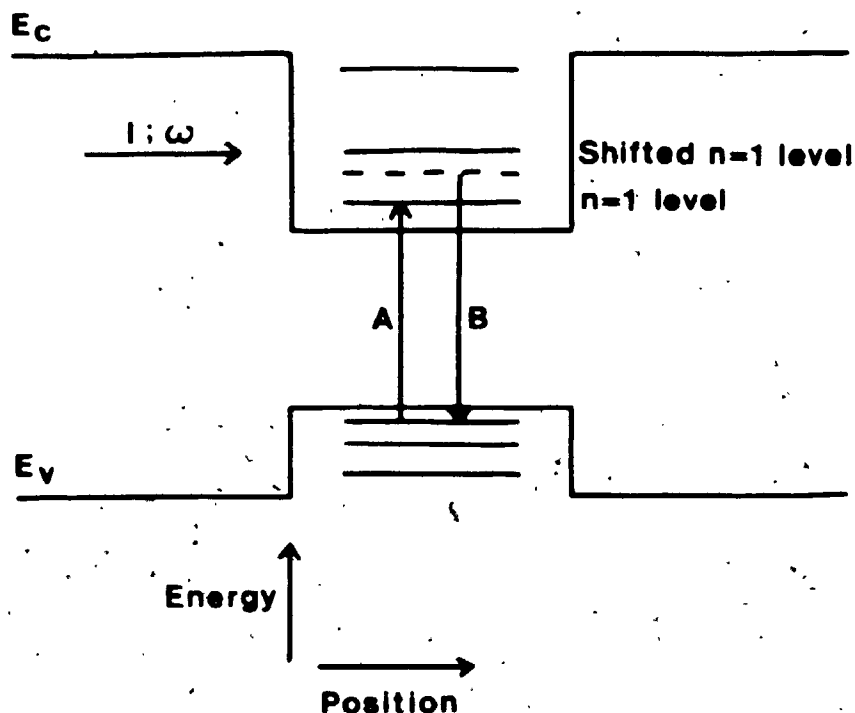 Ec
I ; ω
Shifted n=1 level
n=1 level
A
B
Ev
Energy
Position